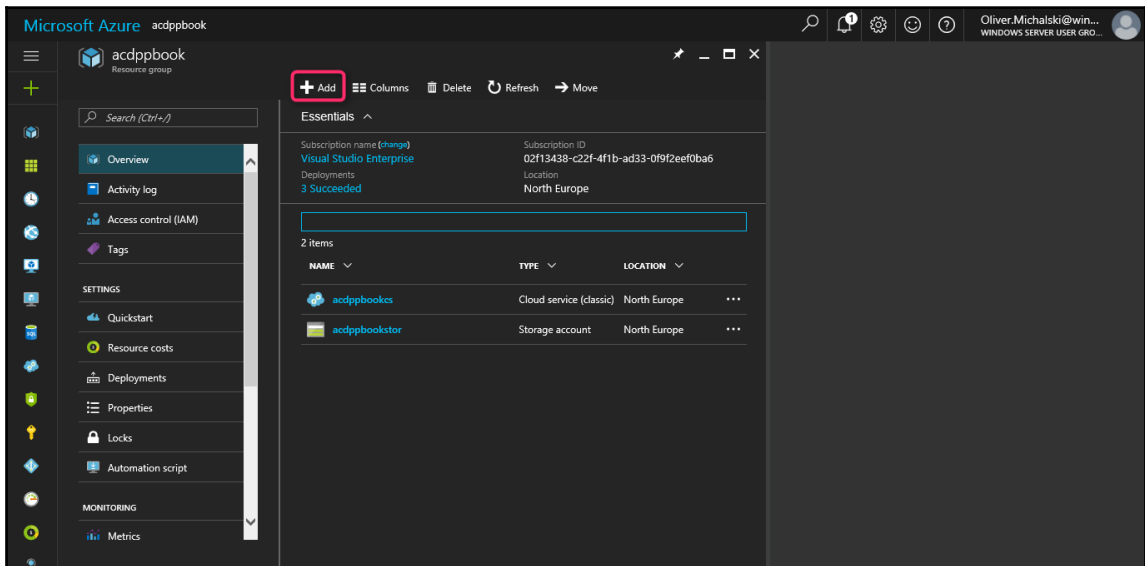 Microsoft Azure acdppbook
1
Oliver.Michalski@win...
WINDOWS SERVER USER GRO...
acdppbook
Resource group
Add Columns Delete Refresh Move
Search (Ctrl+/)
Overview
Activity log
Access control (IAM)
Tags
SETTINGS
Quickstart
Resource costs
Deployments
Properties
Locks
Automation script
MONITORING
Metrics
Essentials
Subscription name (change) Subscription ID
Visual Studio Enterprise 02f13438-c22f-4f1b-ad33-0f9f2eef0ba6
Deployments Location
3 Succeeded North Europe
2 items
NAME TYPE LOCATION
acdppbookcs Cloud service (classic) North Europe ...
acdppbookstor Storage account North Europe ...
SQL